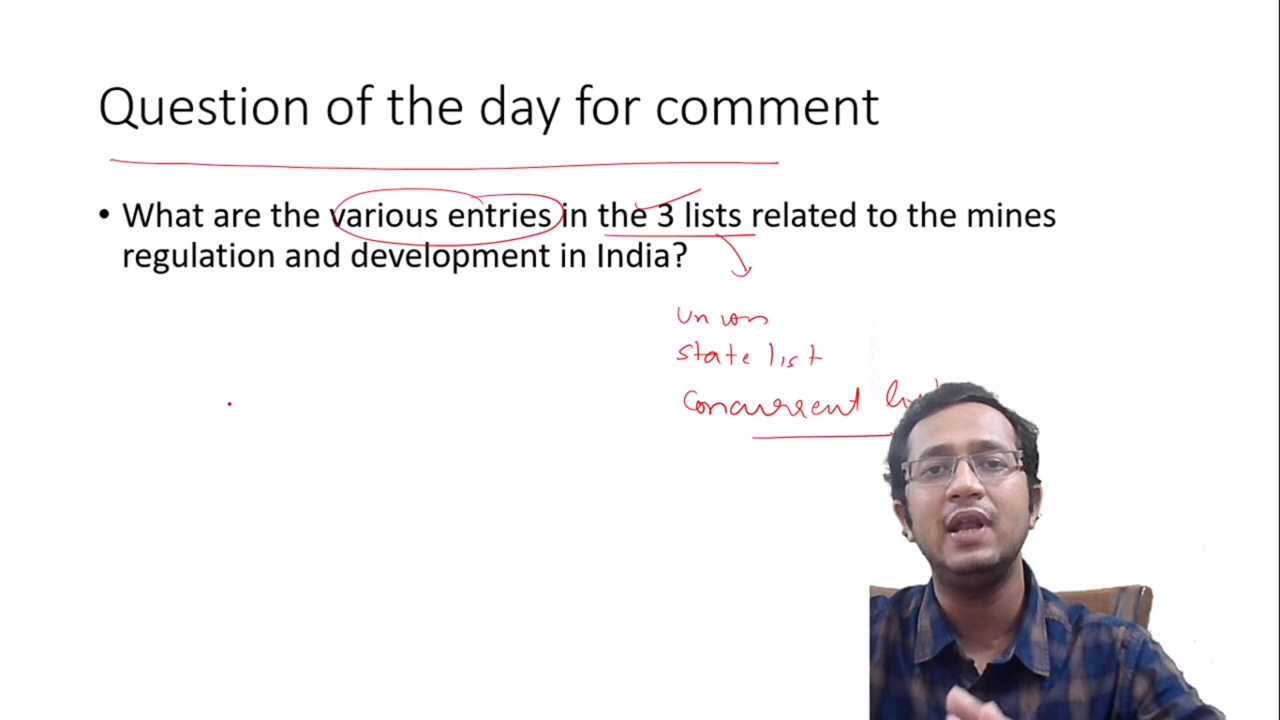 Question of the day for comment
• What are the various entries in the 3 lists related to the mines
regulation and development in India?
union
state list
concurrent